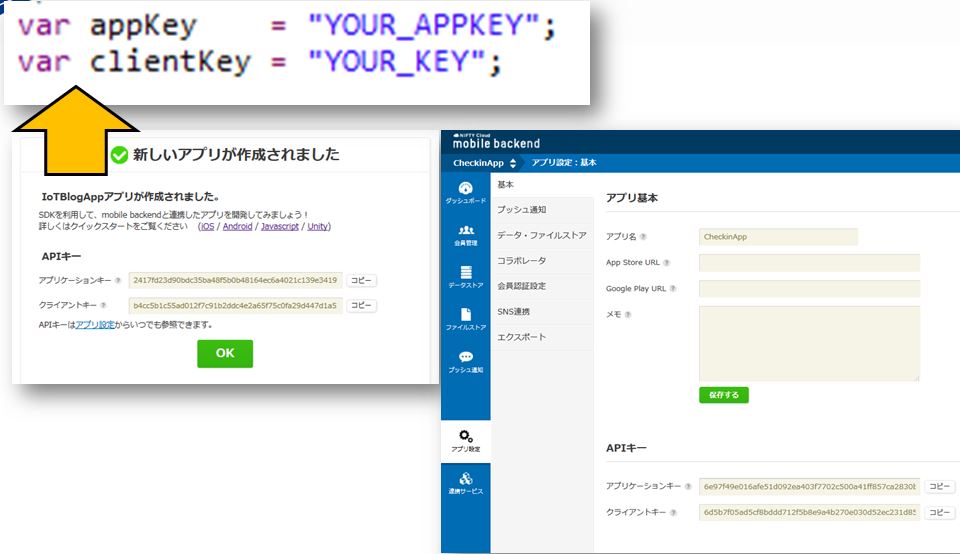 var appKey = "YOUR_APPKEY";
var clientKey = "YOUR_KEY";
新しいアプリが作成されました
IoTBlogAppアプリが作成されました。
SDKを利用して、mobile backendと連携したアプリを開発してみましょう！
詳しくはクイックスタートをご覧ください （iOS / Android / Javascript / Unity)
APIキー
アプリケーションキー ? 2417fd23d90bdc35ba48f5b0b48164ec6a4021c139e3419 コピー
クライアントキー ? b4cc5b1c55ad012f7c91b2ddc4e2a65f75c0fa29d447d1a5 コピー
APIキーはアプリ設定からいつでも参照できます。
OK
NIFTY Cloud
mobile backend
CheckinApp アプリ設定：基本
ダッシュボード
会員管理
データストア
ファイルストア
プッシュ通知
アプリ設定
連携サービス
基本
プッシュ通知
データ・ファイルストア
コラボレータ
会員認証設定
SNS連携
エクスポート
アプリ基本
アプリ名 ? CheckinApp
App Store URL ?
Google Play URL ?
メモ ?
保存する
APIキー
アプリケーションキー ? 6e97f49e016afe51d092ea403f7702c500a41ff857ca2830b コピー
クライアントキー ? 6d5b7f05ad5cf8bddd712f5b8e9a4b270e030d52ec231d85 コピー